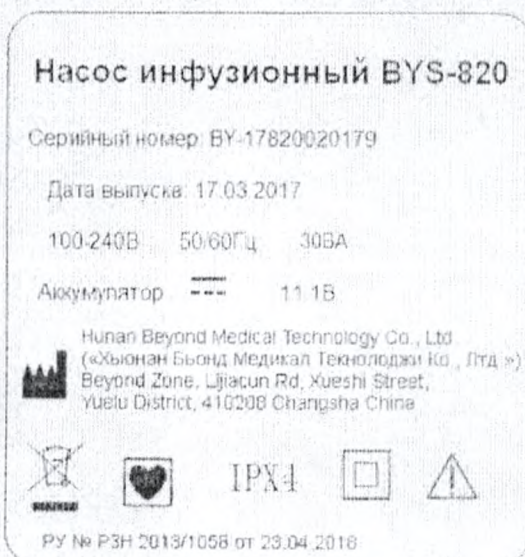 Насос инфузионный BYS-820
Серийный номер: BY-17820020179
Дата выпуска: 17.03.2017
100-240В 50/60Гц 30ВА
Аккумулятор 11.1В
Hunan Beyond Medical Technology Co., Ltd
(«Хьюнан Бьонд Медикал Текнолоджи Ко., Лтд.»)
Beyond Zone, Lijiacun Rd, Xueshi Street,
Yuelu District, 410208 Changsha China
IPX4
РУ № РЗН 2013/1058 от 23.04.2018